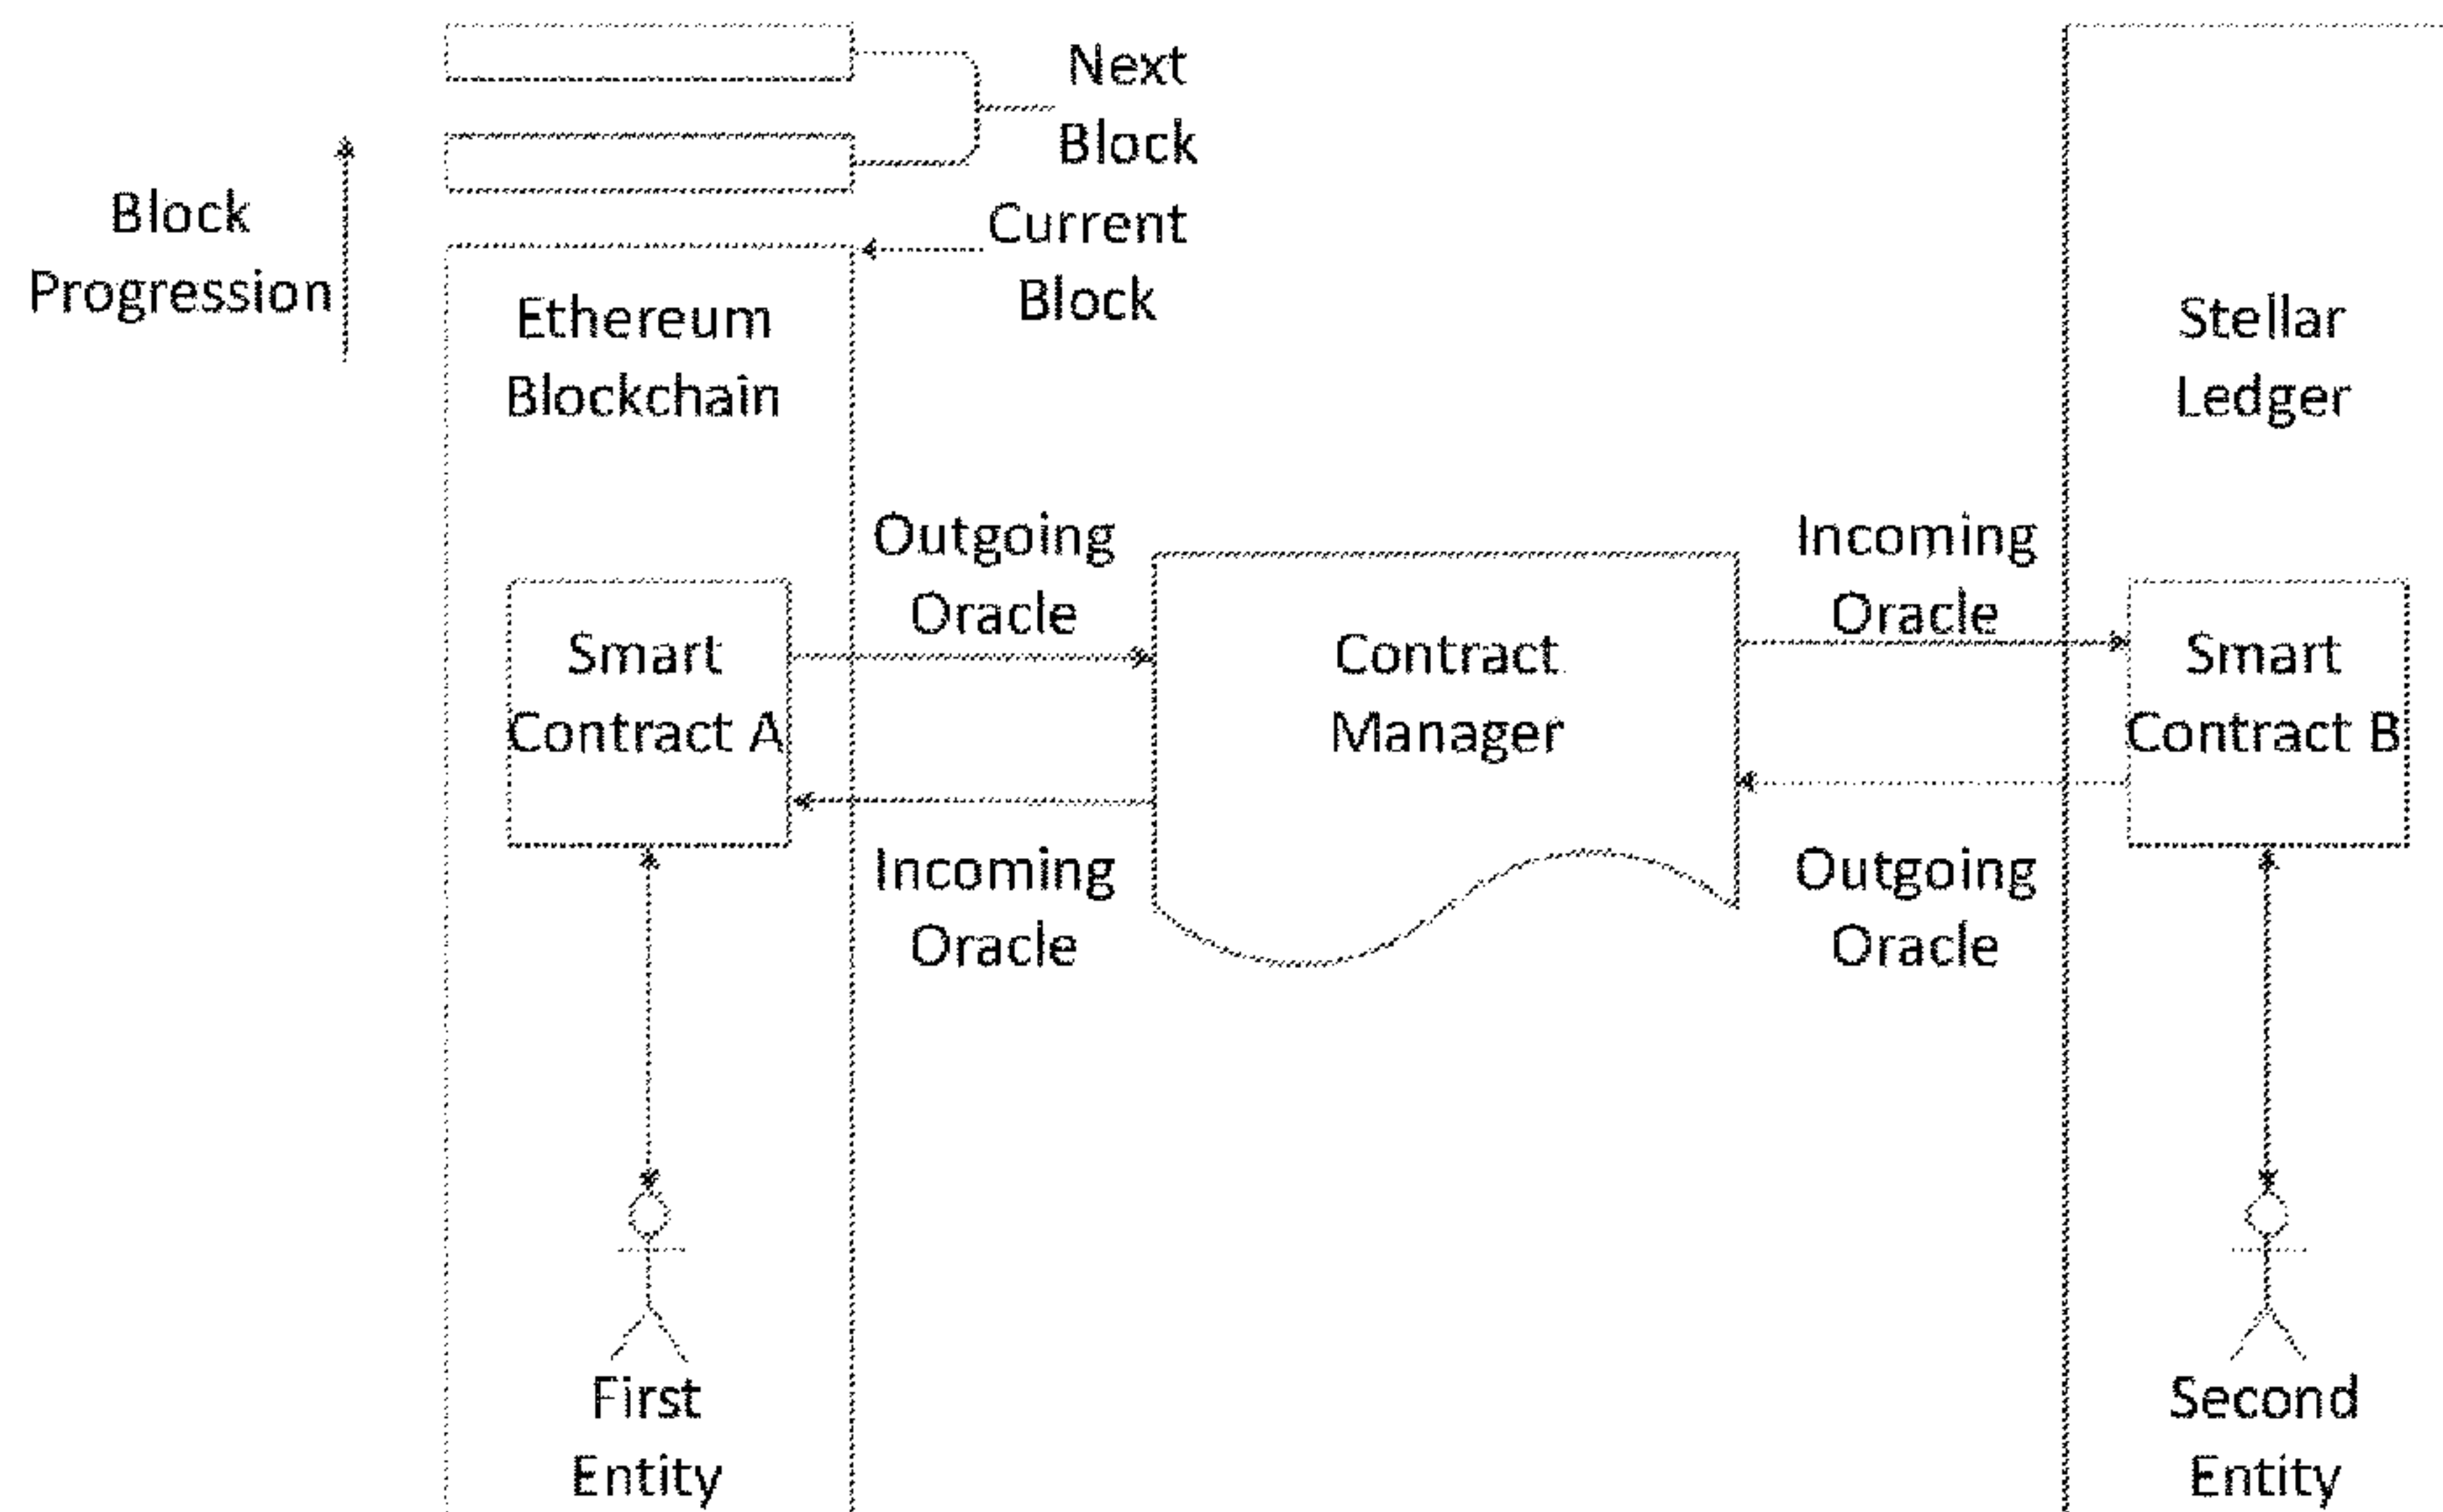 Next
Block
Block
Progression
Current
Block
Ethereum
Blockchain
Stellar
Ledger
Outgoing
Oracle
Incoming
Oracle
Smart
Contract A
Contract
Manager
Smart
Contract B
Incoming
Oracle
Outgoing
Oracle
First
Entity
Second
Entity